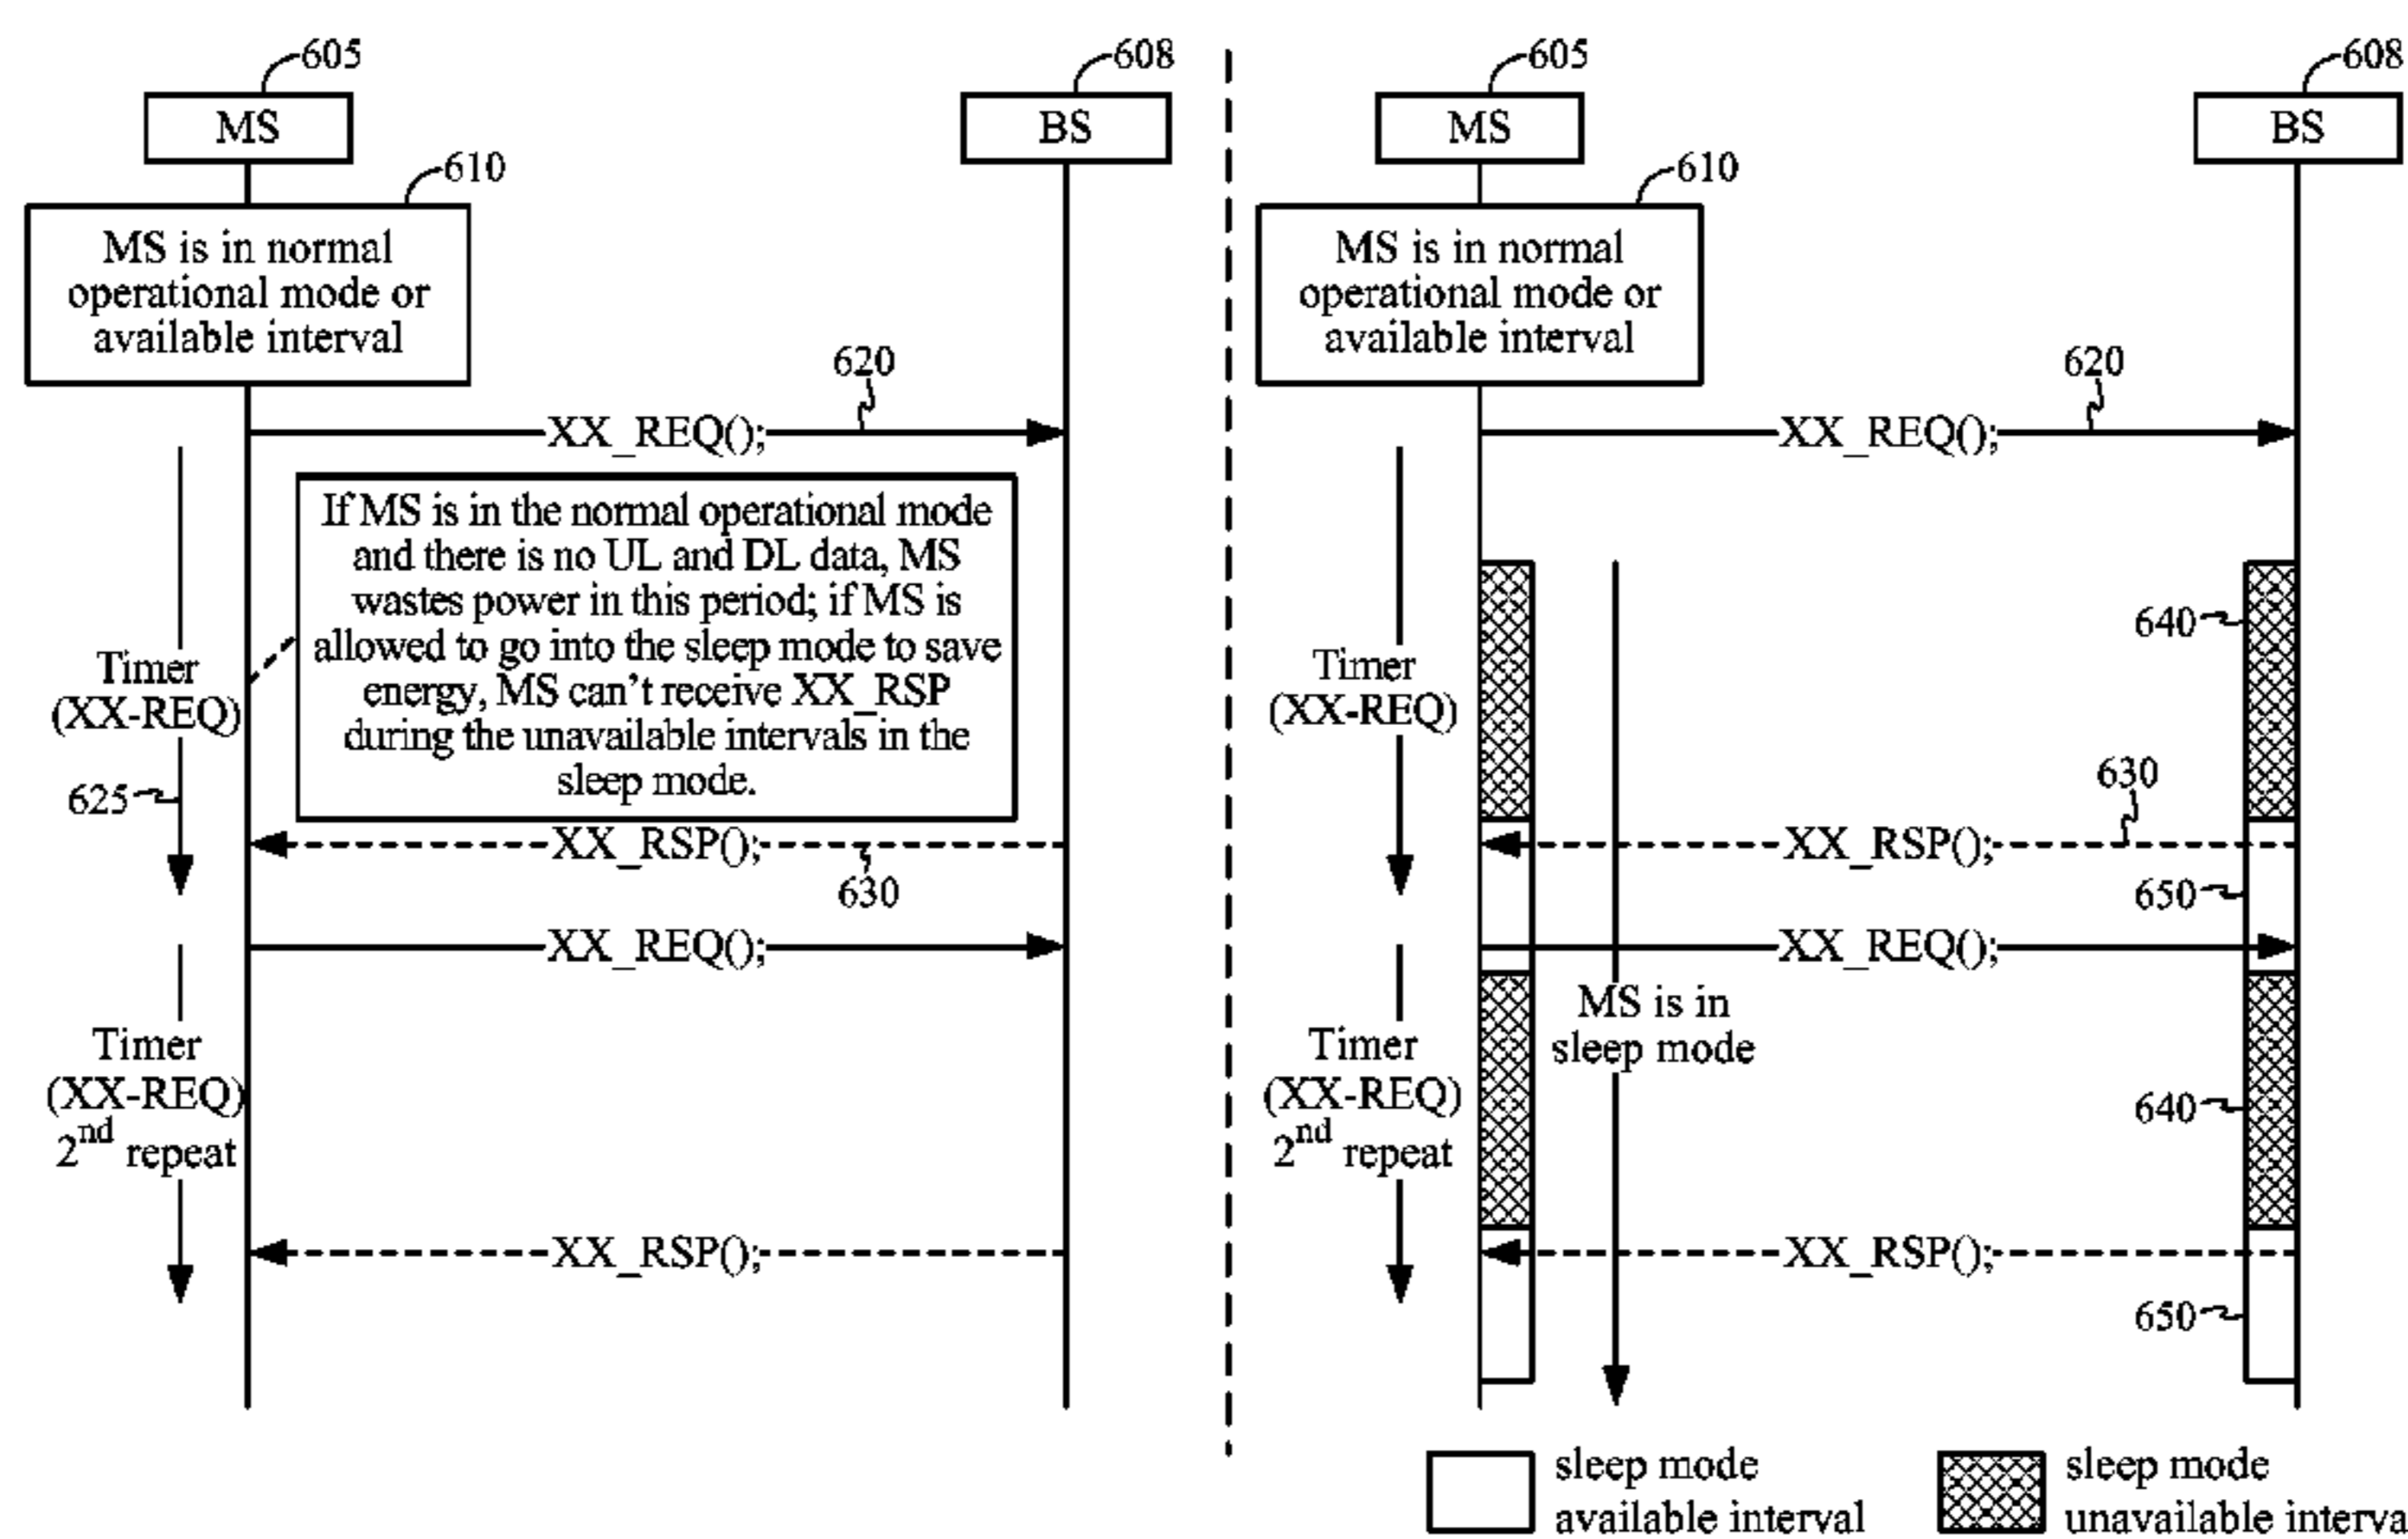 605
608
MS
BS
610
MS is in normal
operational mode or
available interval
620
XX_REQ();
If MS is in the normal operational mode
and there is no UL and DL data, MS
wastes power in this period; if MS is
allowed to go into the sleep mode to save
energy, MS can't receive XX_RSP
during the unavailable intervals in the
sleep mode.
Timer
(XX-REQ)
625
XX_RSP();
630
XX_REQ();
Timer
(XX-REQ)
2nd repeat
XX_RSP();
605
608
MS
BS
610
MS is in normal
operational mode or
available interval
620
XX_REQ();
640
Timer
(XX-REQ)
630
XX_RSP();
650
XX_REQ();
MS is in
sleep mode
Timer
(XX-REQ)
2nd repeat
640
XX_RSP();
650
sleep mode
available interval
sleep mode
unavailable interva